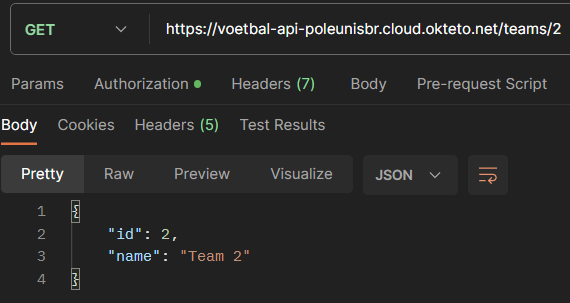 GET https://voetbal-api-poleunisbr.cloud.okteto.net/teams/2
Params Authorization Headers (7) Body Pre-request Script
Body Cookies Headers (5) Test Results
Pretty Raw Preview Visualize JSON
1 {
2 "id": 2,
3 "name": "Team 2"
4 }